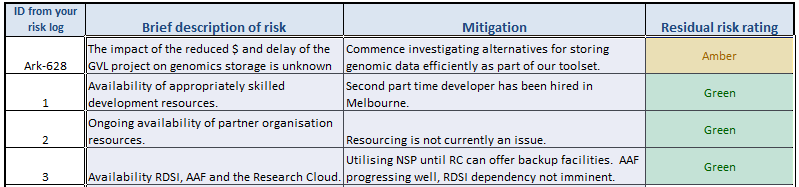 ID from your risk log | Brief description of risk | Mitigation | Residual risk rating
Ark-628 | The impact of the reduced $ and delay of the GVL project on genomics storage is unknown | Commence investigating alternatives for storing genomic data efficiently as part of our toolset. | Amber
1 | Availability of appropriately skilled development resources. | Second part time developer has been hired in Melbourne. | Green
2 | Ongoing availability of partner organisation resources. | Resourcing is not currently an issue. | Green
3 | Availability RDSI, AAF and the Research Cloud. | Utilising NSP until RC can offer backup facilities. AAF progressing well, RDSI dependency not imminent. | Green